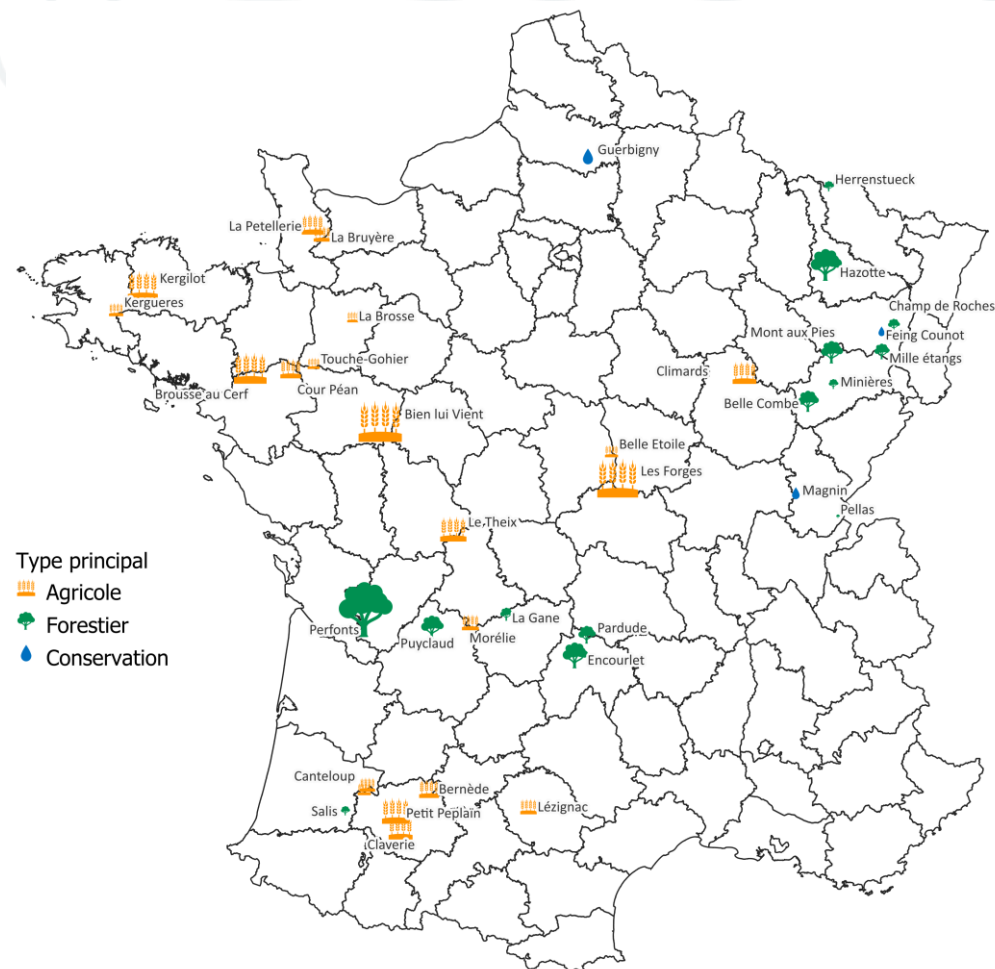 Guerbigny
Herrenstueck
La Petellerie
La Bruyère
Hazotte
Kergilot
Kergueres
Champ de Roches
La Brosse
Mont aux Pies
Feing Counot
Mille étangs
Touche-Gohier
Climards
Minières
Brousse au Cerf
Cour Péan
Belle Combe
Bien lui Vient
Belle Etoile
Les Forges
Magnin
Pellas
Le Theix
Type principal
Agricole
Forestier
Conservation
Perfonts
Puyclaud
Morélie
La Gane
Pardude
Encourlet
Canteloup
Bernède
Salis
Petit Peplain
Lézignac
Claverie